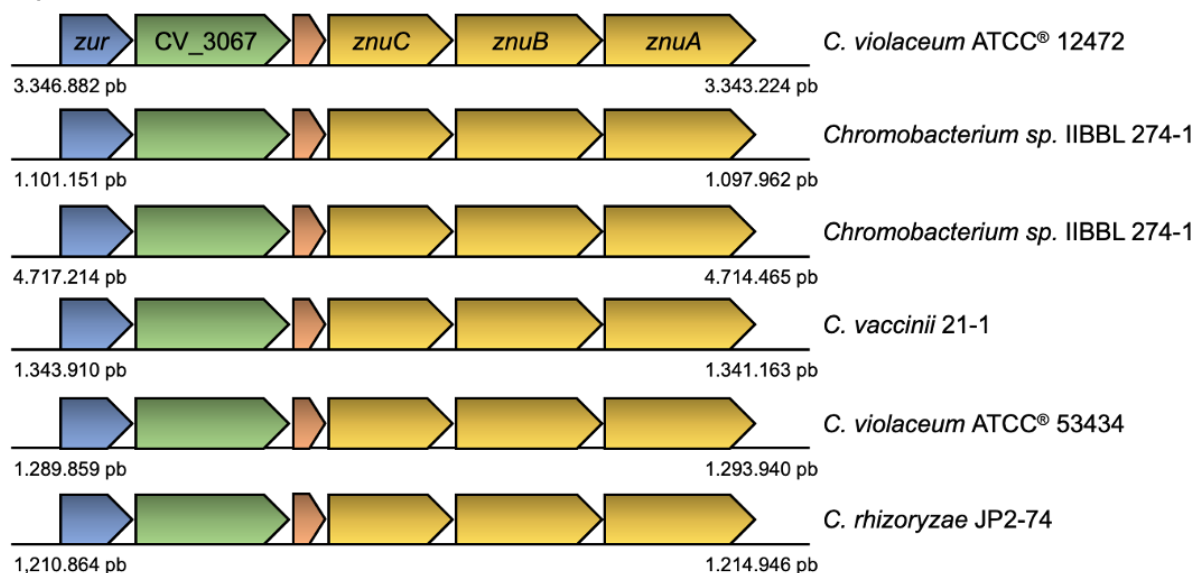 zur CV_3067 znuC znuB znuA C. violaceum ATCC® 12472
3.346.882 pb 3.343.224 pb
Chromobacterium sp. IIBBL 274-1
1.101.151 pb 1.097.962 pb
Chromobacterium sp. IIBBL 274-1
4.717.214 pb 4.714.465 pb
C. vaccinii 21-1
1.343.910 pb 1.341.163 pb
C. violaceum ATCC® 53434
1.289.859 pb 1.293.940 pb
C. rhizoryzae JP2-74
1,210.864 pb 1.214.946 pb